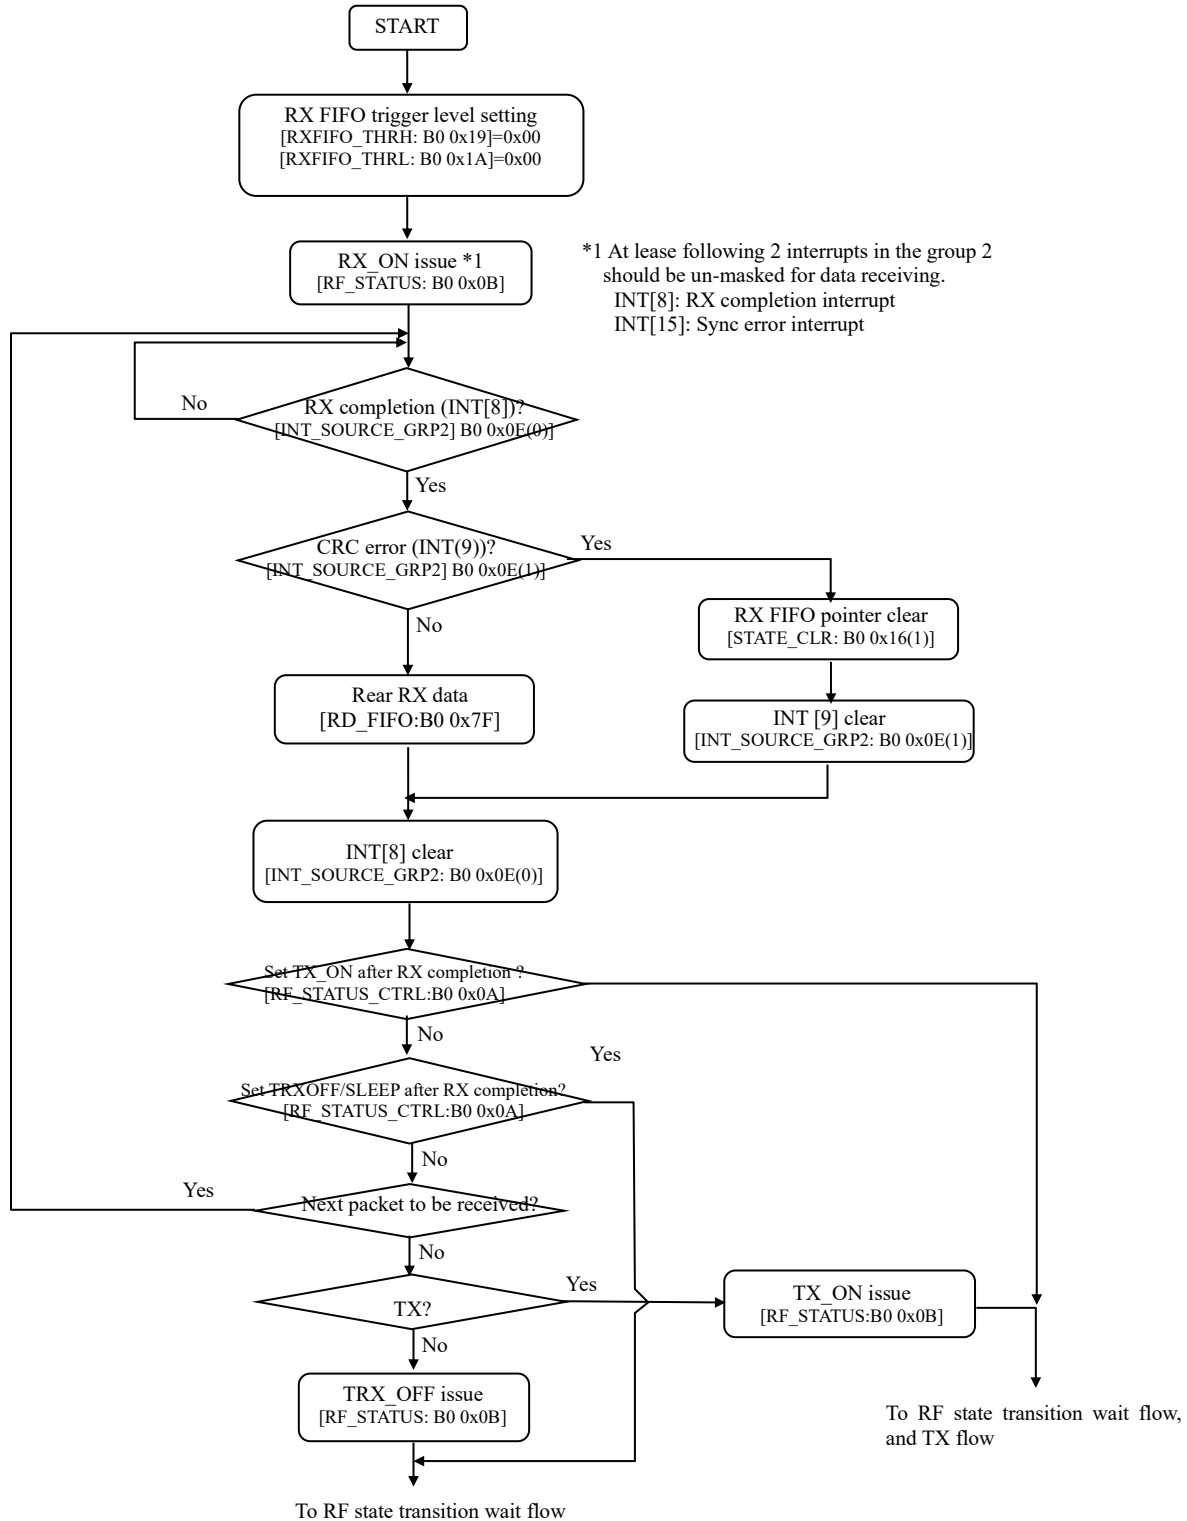 START
RX FIFO trigger level setting
[RXFIFO_THRH: B0 0x19]=0x00
[RXFIFO_THRL: B0 0x1A]=0x00
RX_ON issue *1
[RF_STATUS: B0 0x0B]
*1 At lease following 2 interrupts in the group 2
should be un-masked for data receiving.
INT[8]: RX completion interrupt
INT[15]: Sync error interrupt
No
RX completion (INT[8])?
[INT_SOURCE_GRP2] B0 0x0E(0)]
Yes
CRC error (INT(9))?
[INT_SOURCE_GRP2] B0 0x0E(1)]
Yes
No
RX FIFO pointer clear
[STATE_CLR: B0 0x16(1)]
Rear RX data
[RD_FIFO:B0 0x7F]
INT [9] clear
[INT_SOURCE_GRP2: B0 0x0E(1)]
INT[8] clear
[INT_SOURCE_GRP2: B0 0x0E(0)]
Set TX_ON after RX completion ?
[RF_STATUS_CTRL:B0 0x0A]
No
Yes
Set TRXOFF/SLEEP after RX completion?
[RF_STATUS_CTRL:B0 0x0A]
No
Yes
Next packet to be received?
No
Yes
TX?
TX_ON issue
[RF_STATUS:B0 0x0B]
No
TRX_OFF issue
[RF_STATUS: B0 0x0B]
To RF state transition wait flow,
and TX flow
To RF state transition wait flow